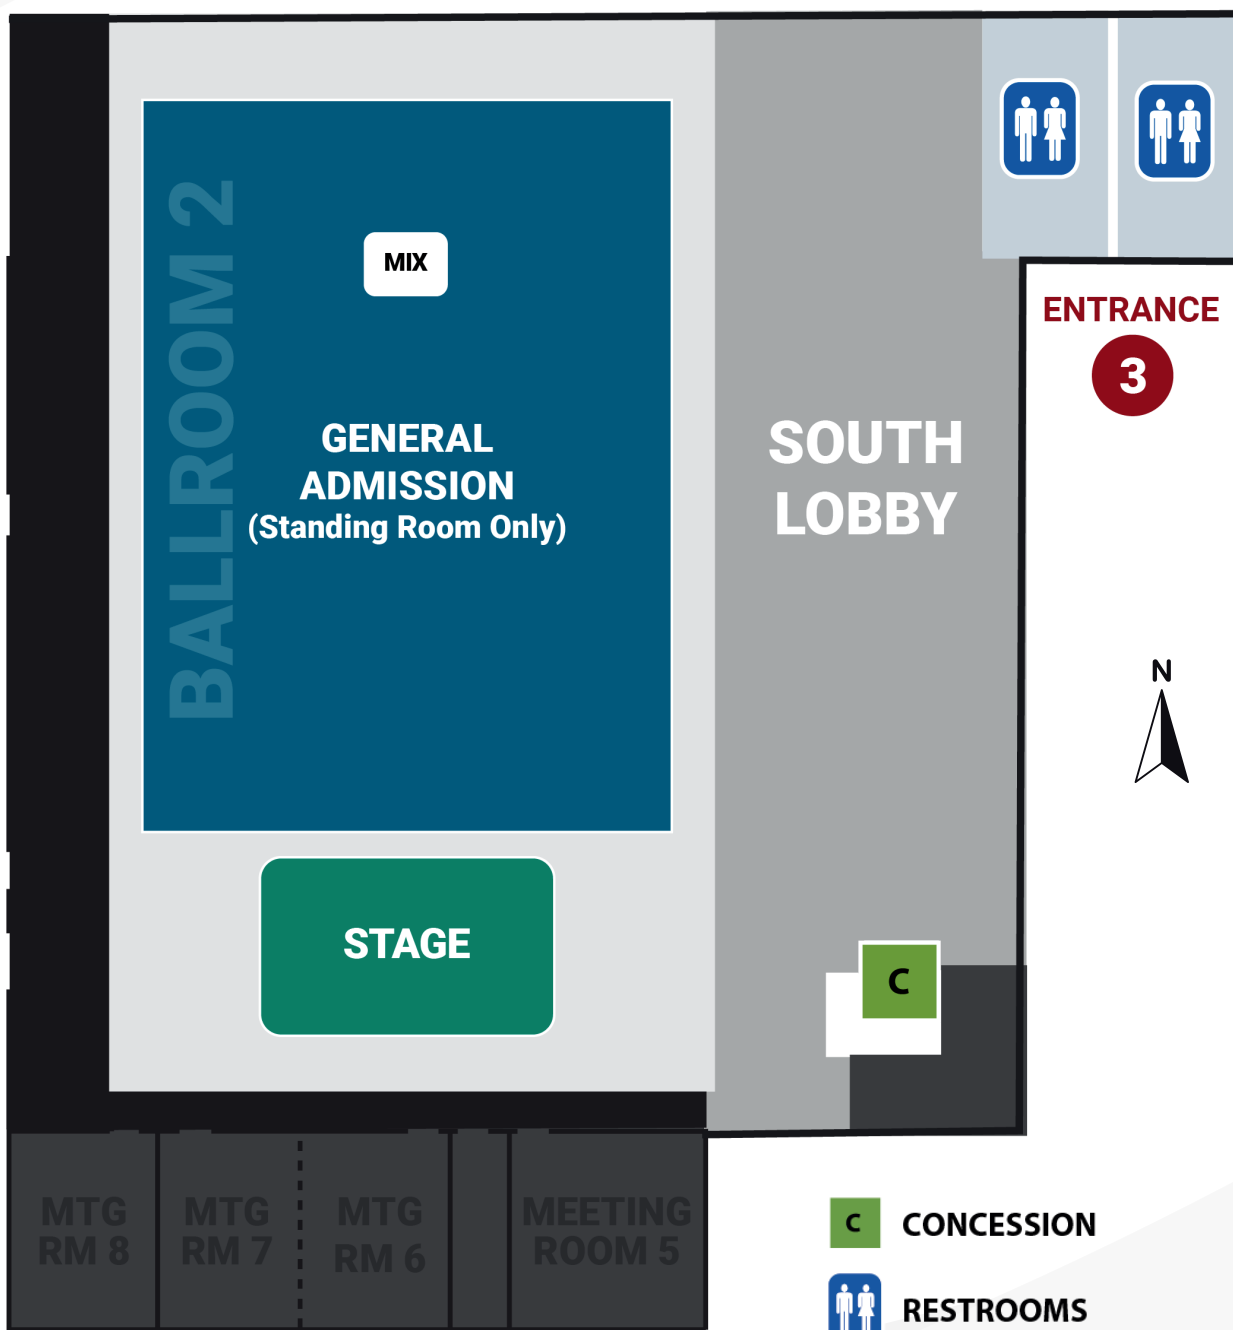 BALLROOM 2
MIX
GENERAL
ADMISSION
(Standing Room Only)
SOUTH
LOBBY
ENTRANCE
3
N
STAGE
C
MTG
RM 8
MTG
RM 7
MTG
RM 6
MEETING
ROOM 5
C CONCESSION
RESTROOMS